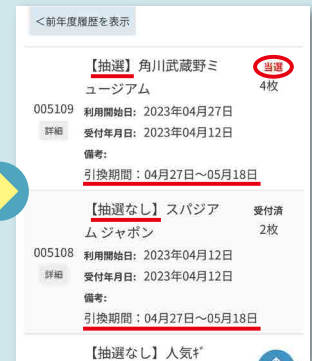 <前年度履歴を表示
【抽選】角川武蔵野ミ
ュージアム
当選
4枚
005109
詳細
利用開始日: 2023年04月27日
受付年月日: 2023年04月12日
備考:
引換期間：04月27日～05月18日
【抽選なし】スパジア
ムジャポン
受付済
2枚
005108
詳細
利用開始日: 2023年04月12日
受付年月日: 2023年04月12日
備考:
引換期間：04月27日～05月18日
【抽選なし】人気ｷﾞ